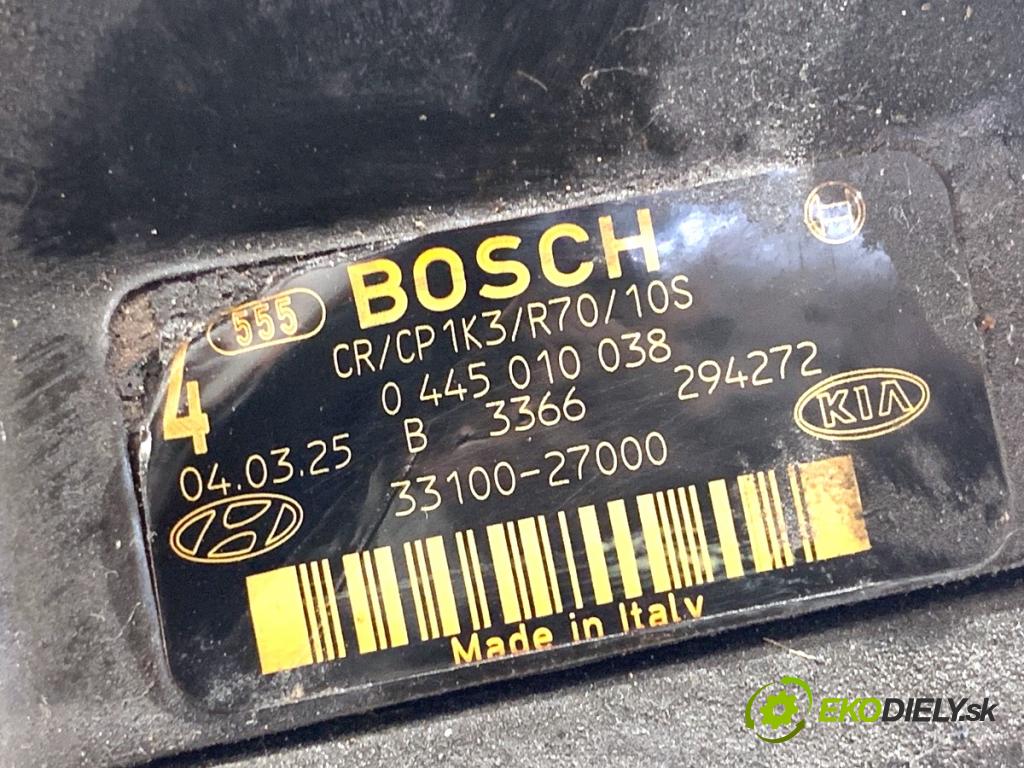 BOSCH
555
CR/CP1K3/R70/10S
4
0 445 010 038
04.03.25 B 3366 294272
KIA
33100-27000
Made in Italy
EKODIELY.sk